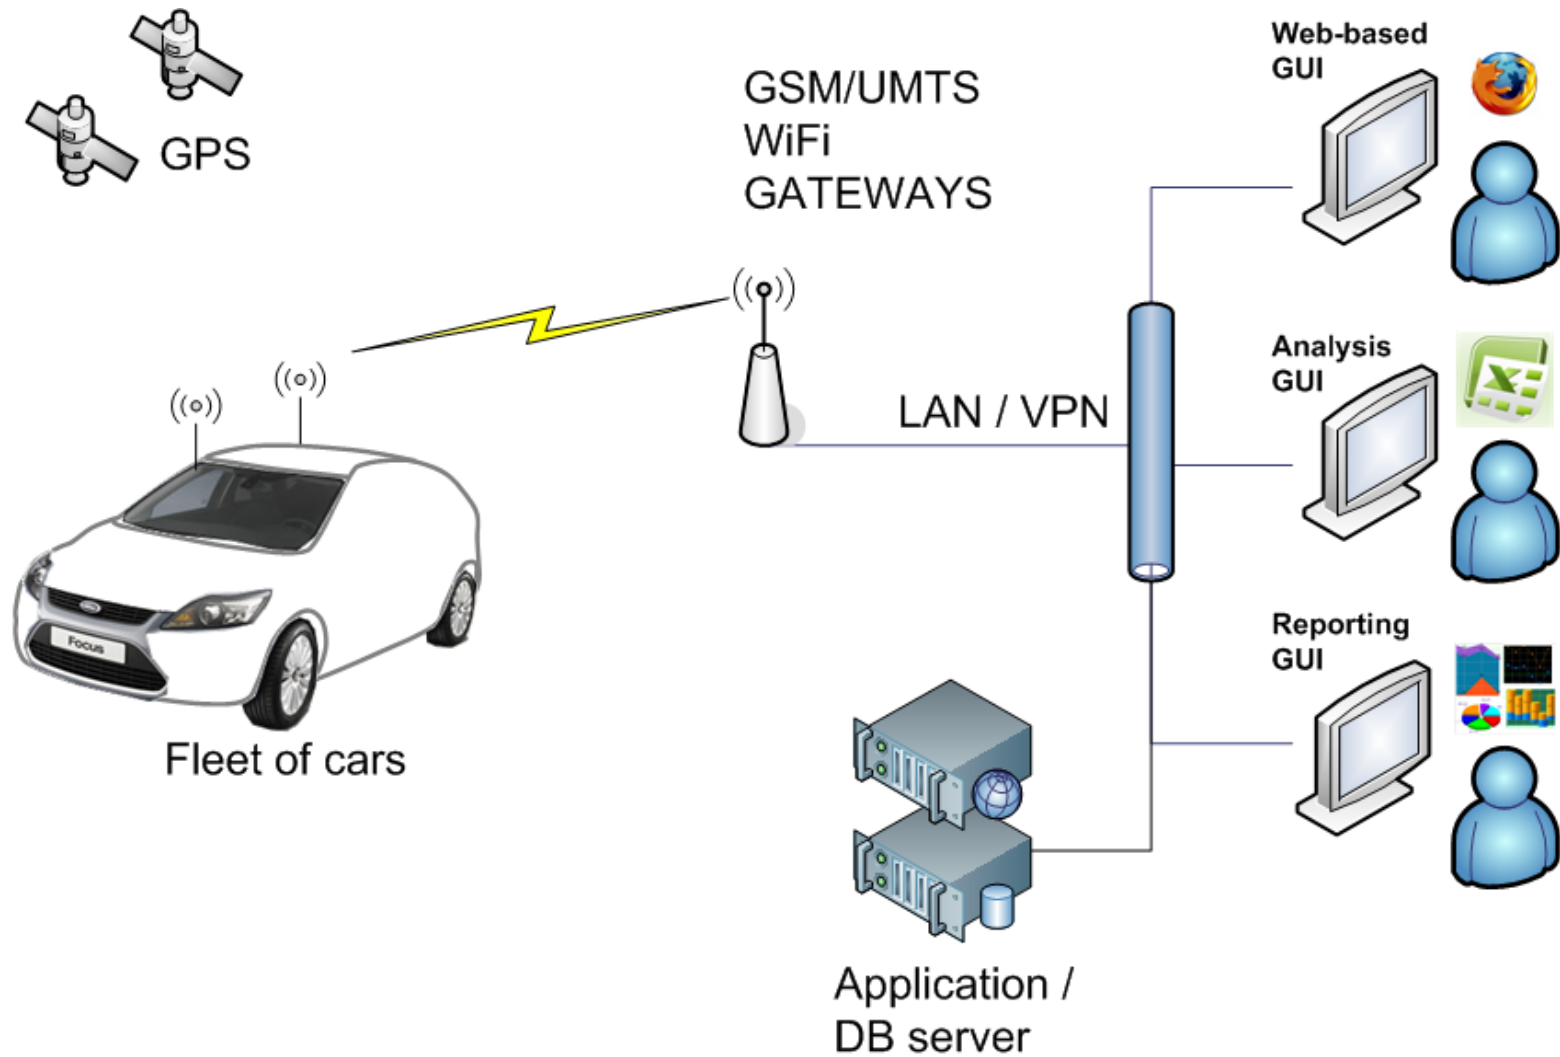 GPS
GSM/UMTS
WiFi
GATEWAYS
Web-based
GUI
LAN / VPN
Analysis
GUI
Focus
Fleet of cars
Reporting
GUI
Application /
DB server